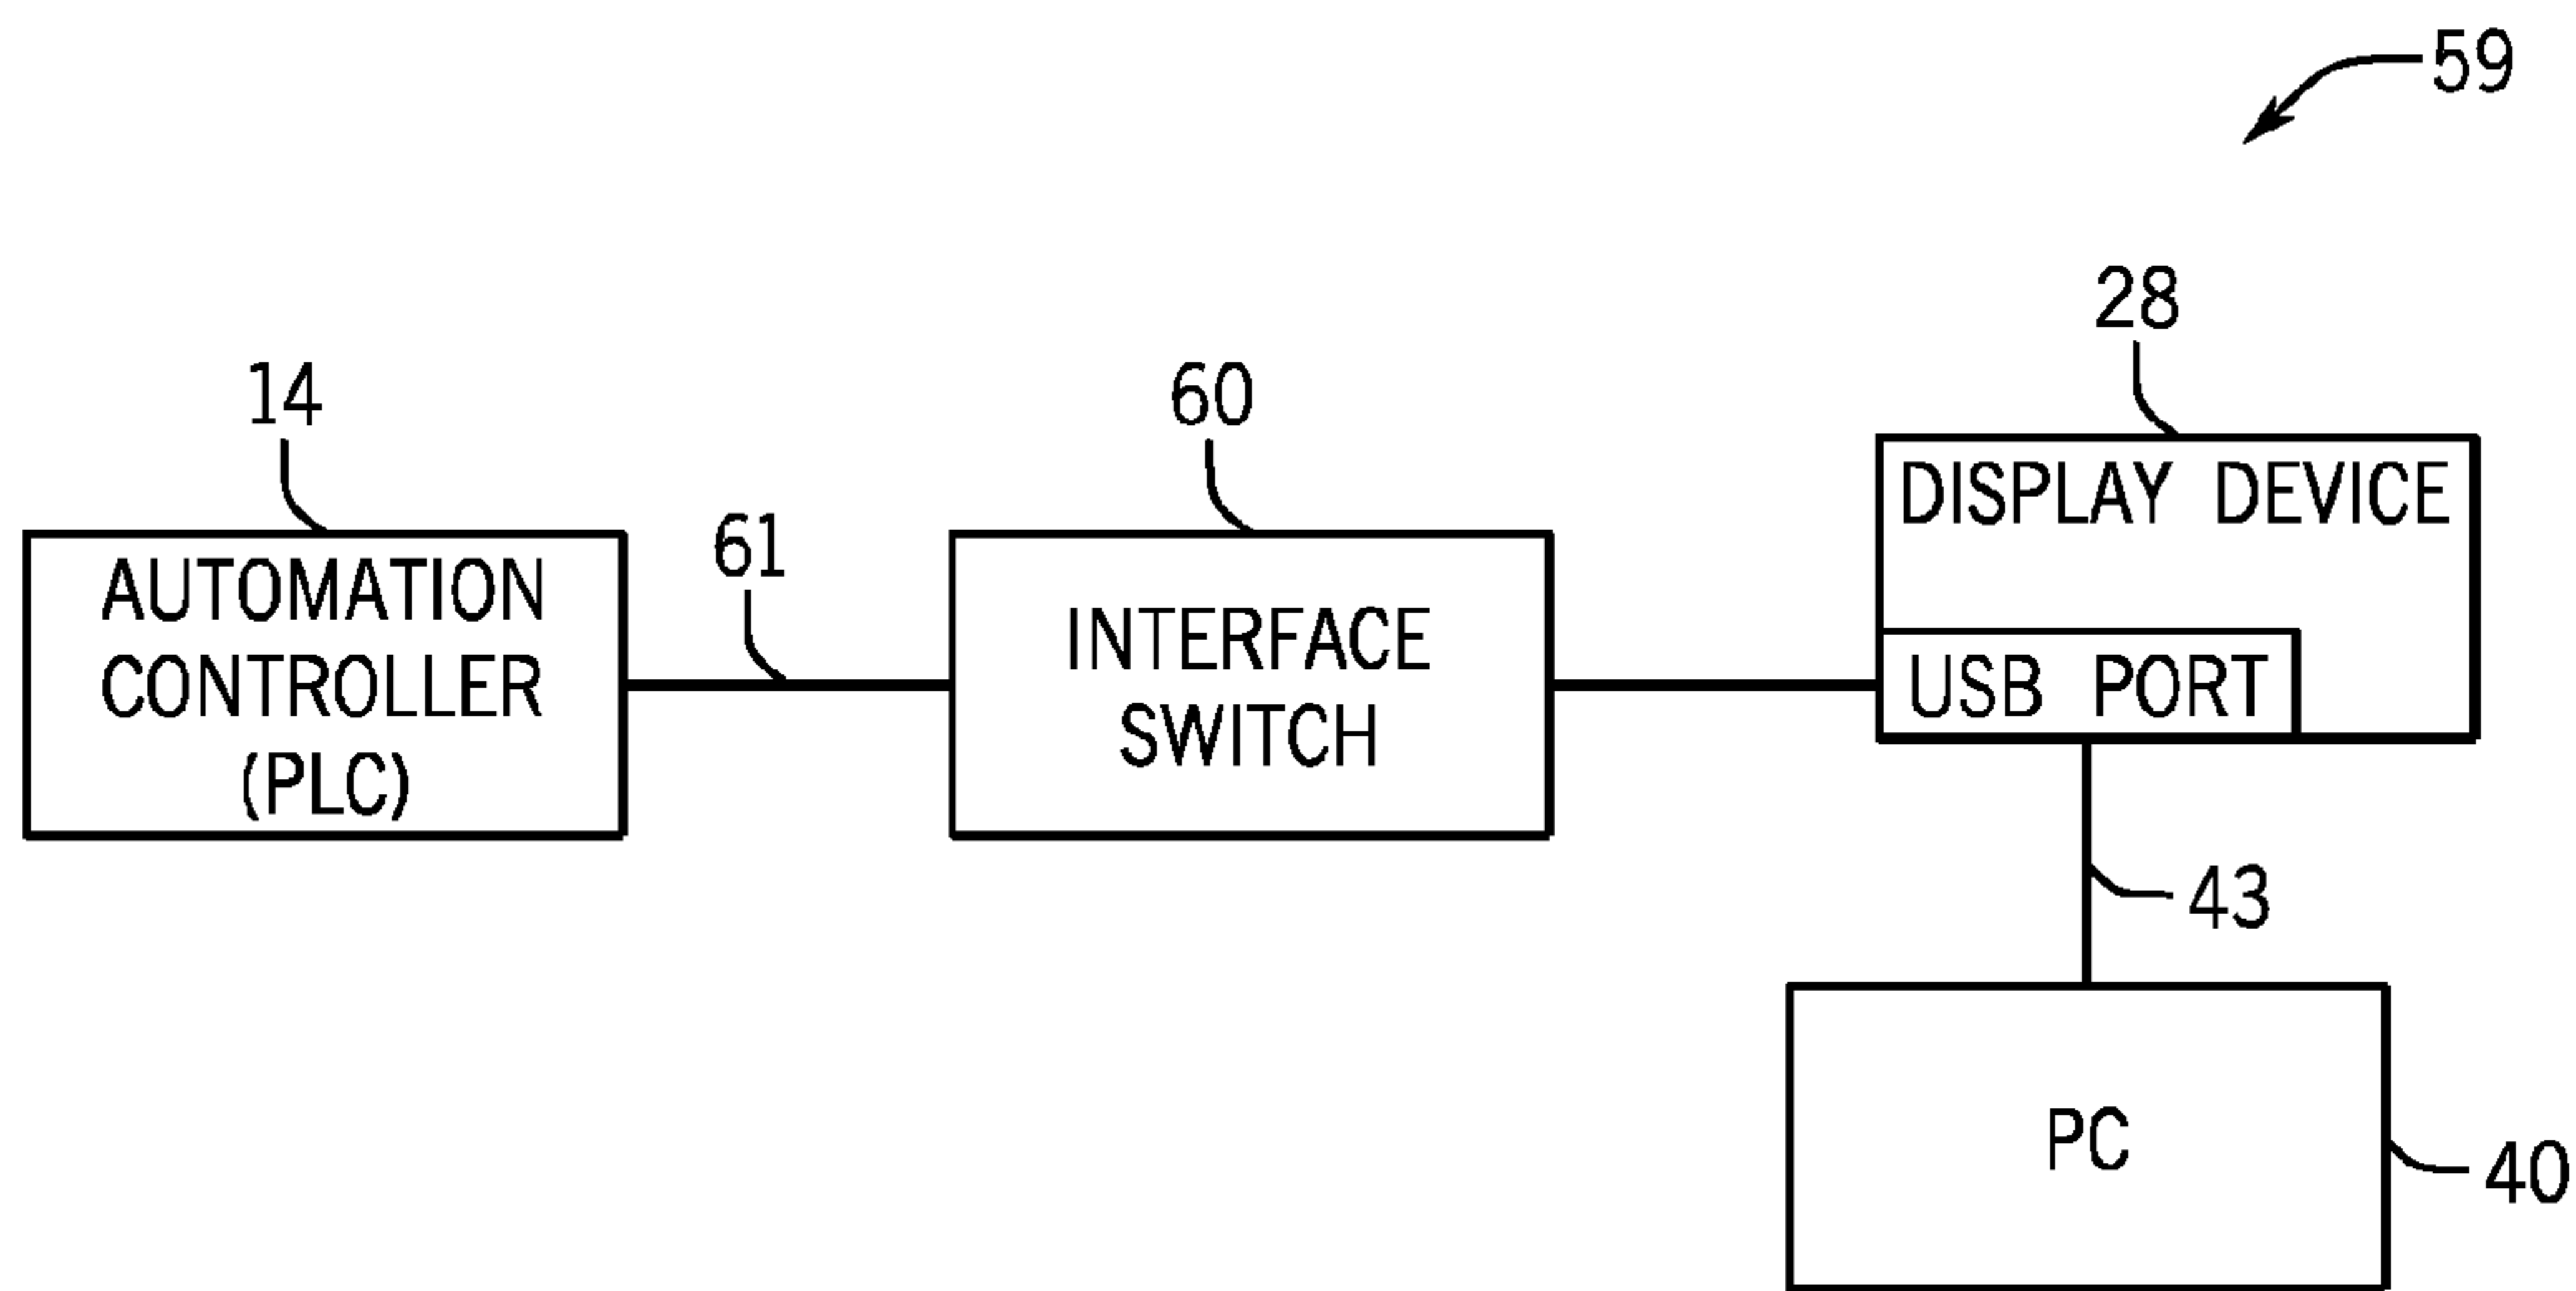 59
28
14
60
DISPLAY DEVICE
61
AUTOMATION
CONTROLLER
(PLC)
INTERFACE
SWITCH
USB PORT
43
PC
40